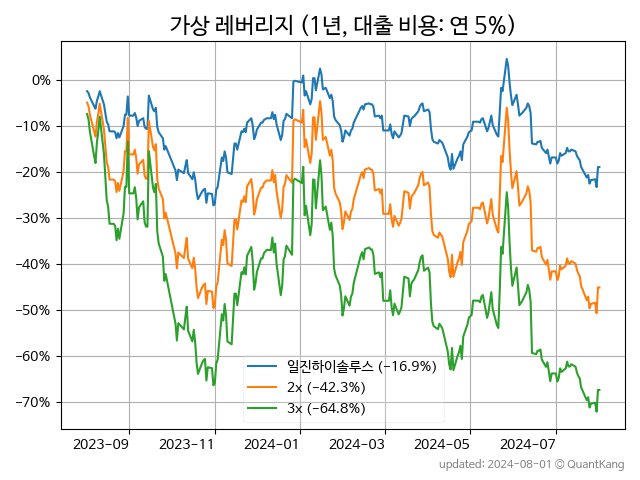 가상 레버리지 (1년, 대출 비용: 연 5%)
0%
-10%
-20%
-30%
-40%
-50%
-60%
-70%
일진하이솔루스 (-16.9%)
2x (-42.3%)
3x (-64.8%)
2023-09 2023-11 2024-01 2024-03 2024-05 2024-07
updated: 2024-08-01 © QuantKang